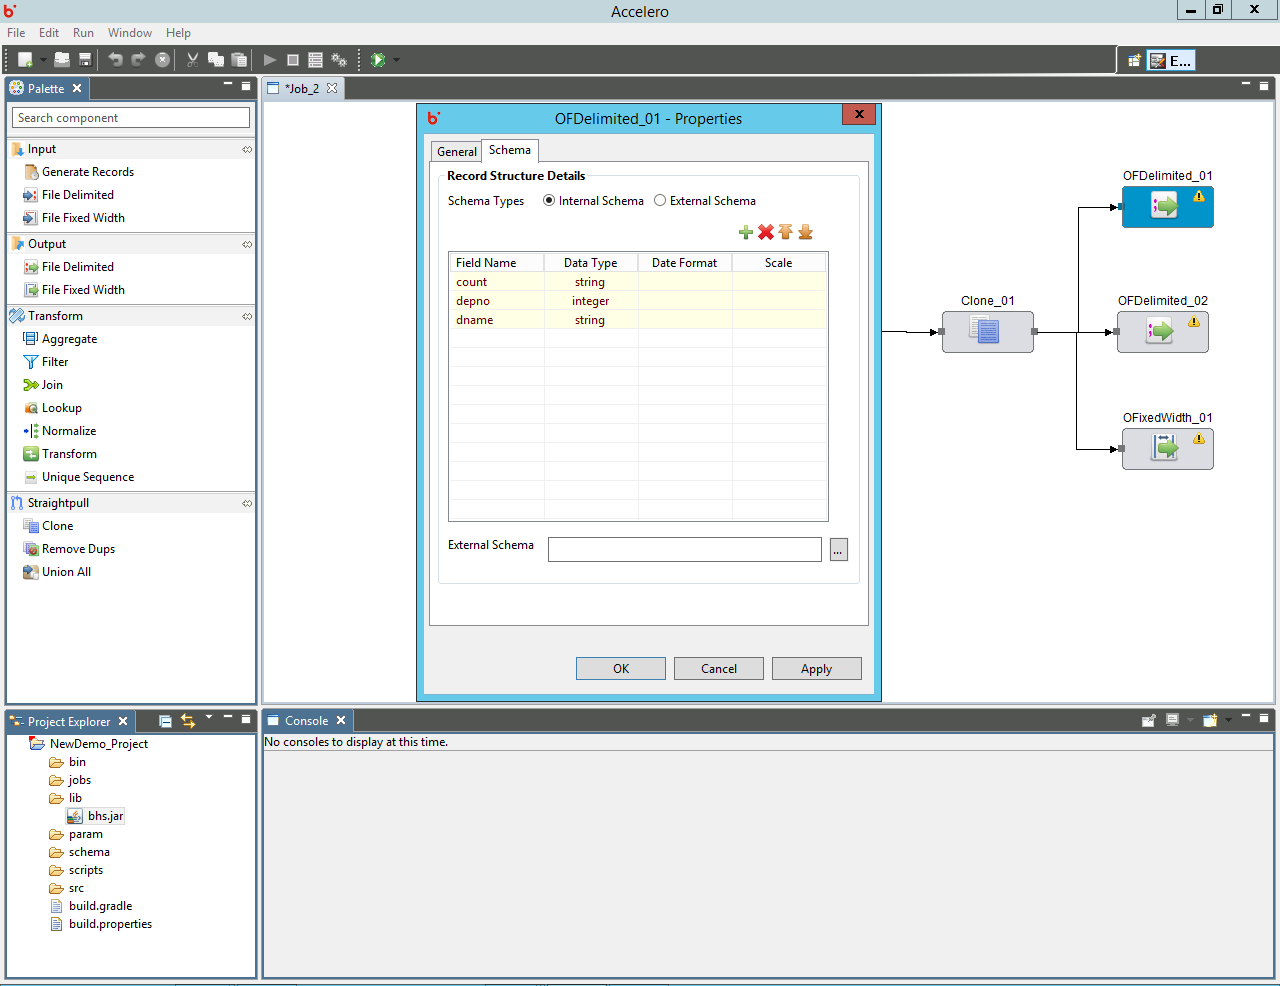 Accelero
File Edit Run Window Help
E...
Palette
*Job_2
Search component
Input
Generate Records
File Delimited
File Fixed Width
Output
File Delimited
File Fixed Width
Transform
Aggregate
Filter
Join
Lookup
Normalize
Transform
Unique Sequence
Straightpull
Clone
Remove Dups
Union All
OFDelimited_01 - Properties
General Schema
Record Structure Details
Schema Types Internal Schema External Schema
Field Name Data Type Date Format Scale
count string
depno integer
dname string
External Schema ...
OK Cancel Apply
OFDelimited_01
Clone_01
OFDelimited_02
OFixedWidth_01
Project Explorer
NewDemo_Project
bin
jobs
lib
bhs.jar
param
schema
scripts
src
build.gradle
build.properties
Console
No consoles to display at this time.